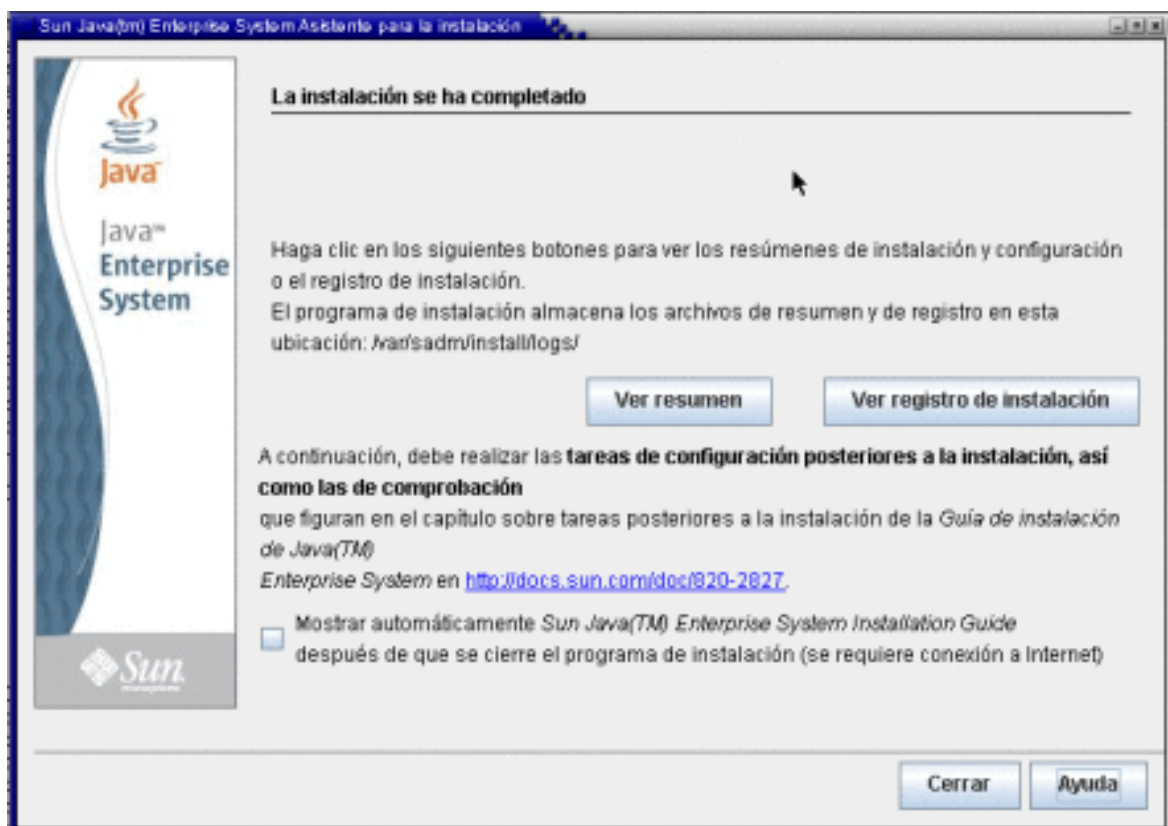 Sun Java(tm) Enterprise System Asistente para la instalación
Java
Java™
Enterprise
System
Sun
microsystems
La instalación se ha completado
Haga clic en los siguientes botones para ver los resúmenes de instalación y configuración
o el registro de instalación.
El programa de instalación almacena los archivos de resumen y de registro en esta
ubicación: /var/sadm/install/logs/
Ver resumen
Ver registro de instalación
A continuación, debe realizar las tareas de configuración posteriores a la instalación, así
como las de comprobación
que figuran en el capítulo sobre tareas posteriores a la instalación de la Guía de instalación
de Java(TM)
Enterprise System en http://docs.sun.com/doc/820-2827.
Mostrar automáticamente Sun Java(TM) Enterprise System Installation Guide
después de que se cierre el programa de instalación (se requiere conexión a Internet)
Cerrar
Ayuda